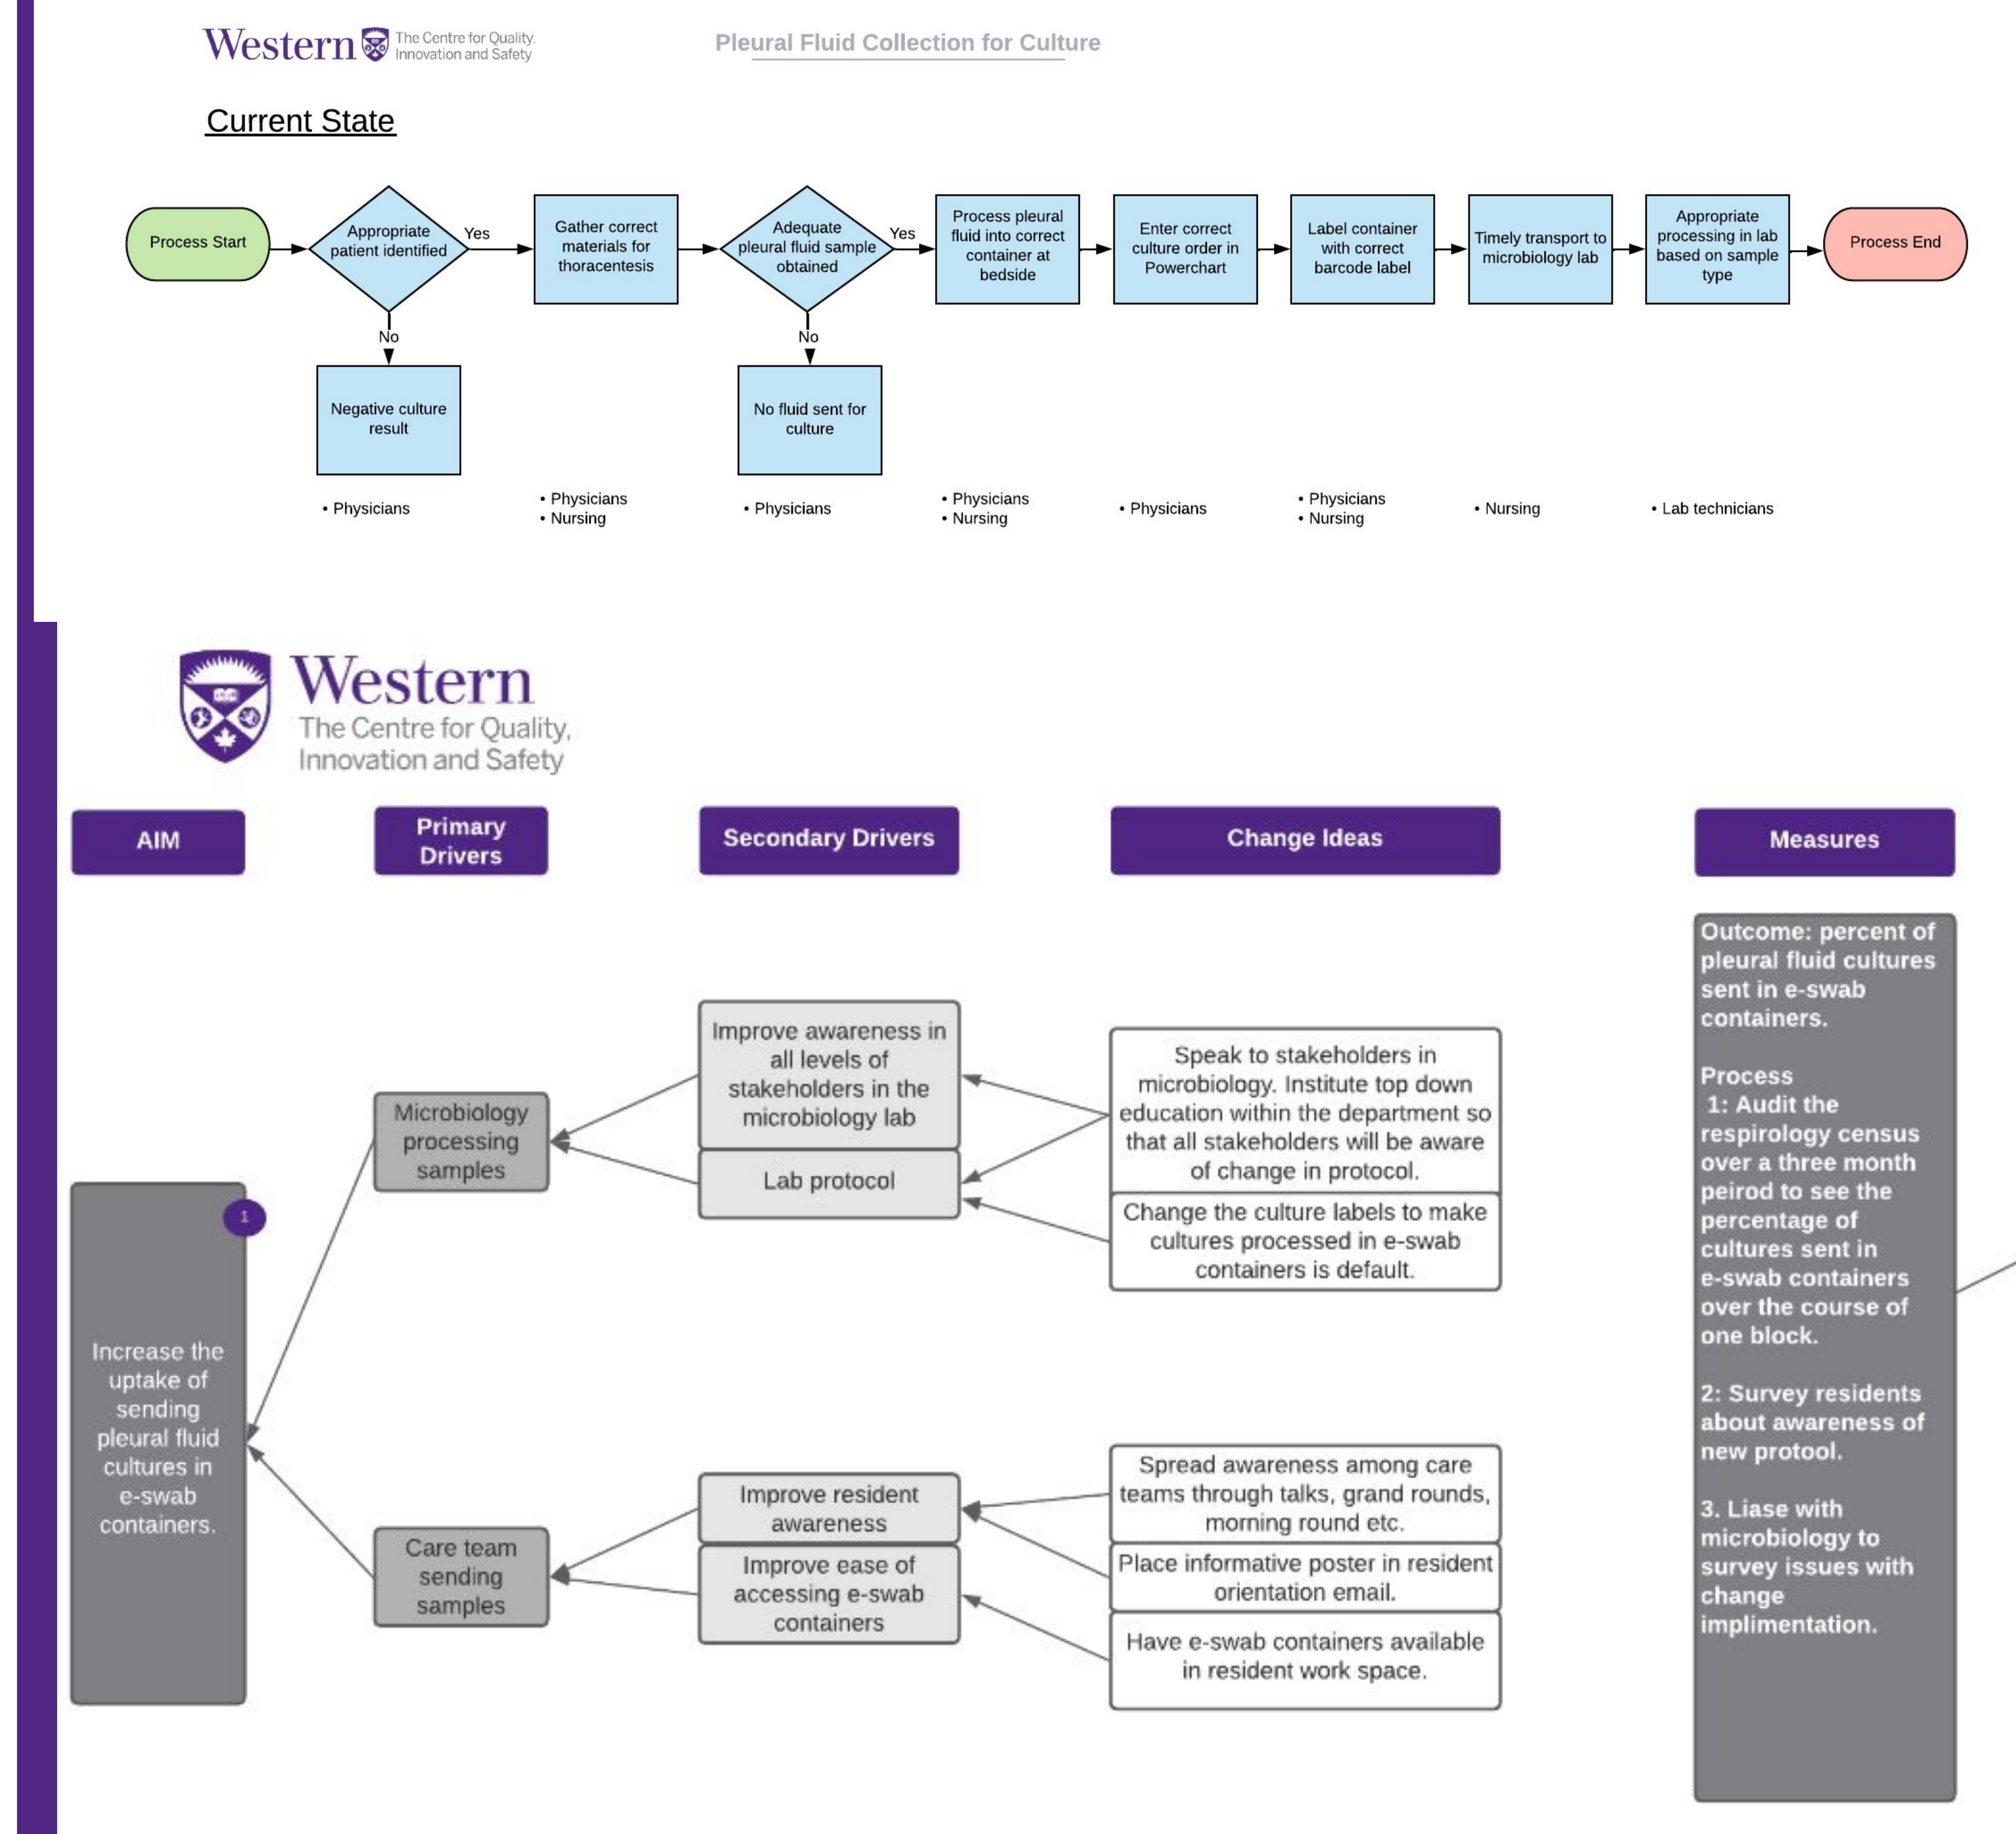 Western
The Centre for Quality,
Innovation and Safety
Pleural Fluid Collection for Culture
Current State
Process Start
Appropriate
patient identified
Yes
Gather correct
materials for
thoracentesis
Adequate
pleural fluid sample
obtained
Yes
Process pleural
fluid into correct
container at
bedside
Enter correct
culture order in
Powerchart
Label container
with correct
barcode label
Timely transport to
microbiology lab
Appropriate
processing in lab
based on sample
type
Process End
No
Negative culture
result
No
No fluid sent for
culture
• Physicians
• Physicians
• Nursing
• Physicians
• Physicians
• Nursing
• Physicians
• Physicians
• Nursing
• Nursing
• Lab technicians
Western
The Centre for Quality,
Innovation and Safety
AIM
Primary
Drivers
Secondary Drivers
Change Ideas
Measures
1
Increase the
uptake of
sending
pleural fluid
cultures in
e-swab
containers.
Microbiology
processing
samples
Care team
sending
samples
Improve awareness in
all levels of
stakeholders in the
microbiology lab
Lab protocol
Improve resident
awareness
Improve ease of
accessing e-swab
containers
Speak to stakeholders in
microbiology. Institute top down
education within the department so
that all stakeholders will be aware
of change in protocol.
Change the culture labels to make
cultures processed in e-swab
containers is default.
Spread awareness among care
teams through talks, grand rounds,
morning round etc.
Place informative poster in resident
orientation email.
Have e-swab containers available
in resident work space.
Outcome: percent of
pleural fluid cultures
sent in e-swab
containers.
Process
1: Audit the
respirology census
over a three month
peirod to see the
percentage of
cultures sent in
e-swab containers
over the course of
one block.
2: Survey residents
about awareness of
new protool.
3. Liase with
microbiology to
survey issues with
change
implimentation.